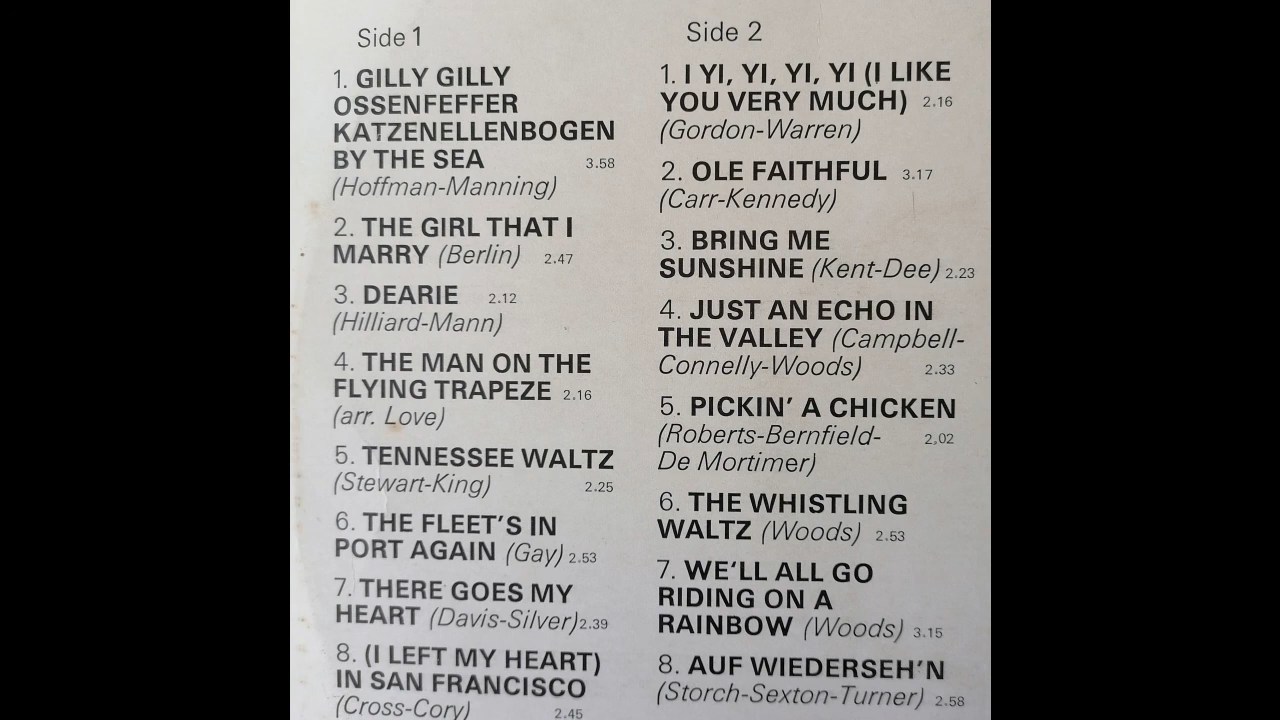 Side 1
1. GILLY GILLY
OSSENFEFFER
KATZENELLENBOGEN
BY THE SEA 3.58
(Hoffman-Manning)
2. THE GIRL THAT I
MARRY (Berlin) 2.47
3. DEARIE 2.12
(Hilliard-Mann)
4. THE MAN ON THE
FLYING TRAPEZE 2.16
(arr. Love)
5. TENNESSEE WALTZ
(Stewart-King) 2.25
6. THE FLEET'S IN
PORT AGAIN (Gay) 2.53
7. THERE GOES MY
HEART (Davis-Silver) 2.39
8. (I LEFT MY HEART)
IN SAN FRANCISCO
(Cross-Cory) 2.45
Side 2
1. I YI, YI, YI, YI (I LIKE
YOU VERY MUCH) 2.16
(Gordon-Warren)
2. OLE FAITHFUL 3.17
(Carr-Kennedy)
3. BRING ME
SUNSHINE (Kent-Dee) 2.23
4. JUST AN ECHO IN
THE VALLEY (Campbell-
Connelly-Woods) 2.33
5. PICKIN' A CHICKEN
(Roberts-Bernfield- 2.02
De Mortimer)
6. THE WHISTLING
WALTZ (Woods) 2.53
7. WE'LL ALL GO
RIDING ON A
RAINBOW (Woods) 3.15
8. AUF WIEDERSEH'N
(Storch-Sexton-Turner) 2.58